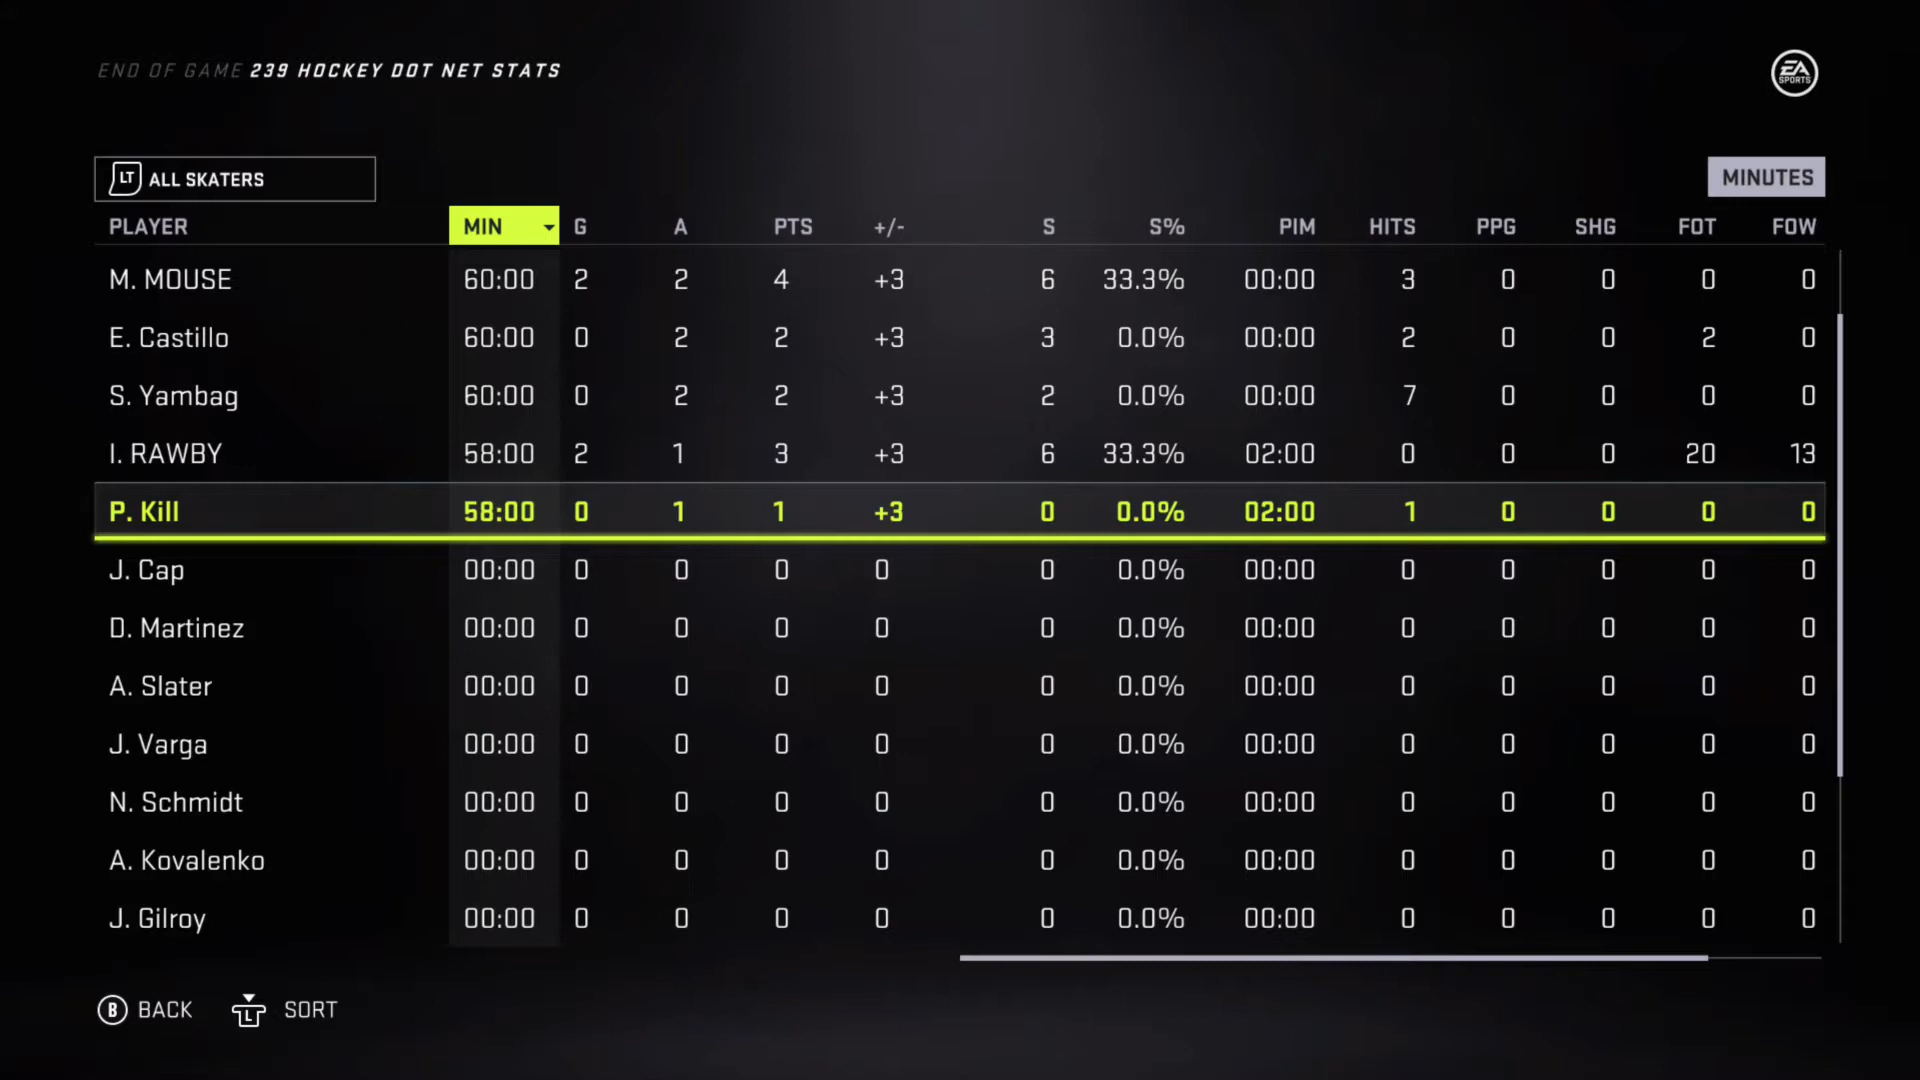 END OF GAME 239 HOCKEY DOT NET STATS
EA SPORTS
LT ALL SKATERS
MINUTES
PLAYER MIN G A PTS +/- S S% PIM HITS PPG SHG FOT FOW
M. MOUSE 60:00 2 2 4 +3 6 33.3% 00:00 3 0 0 0 0
E. Castillo 60:00 0 2 2 +3 3 0.0% 00:00 2 0 0 2 0
S. Yambag 60:00 0 2 2 +3 2 0.0% 00:00 7 0 0 0 0
I. RAWBY 58:00 2 1 3 +3 6 33.3% 02:00 0 0 0 20 13
P. Kill 58:00 0 1 1 +3 0 0.0% 02:00 1 0 0 0 0
J. Cap 00:00 0 0 0 0 0 0.0% 00:00 0 0 0 0 0
D. Martinez 00:00 0 0 0 0 0 0.0% 00:00 0 0 0 0 0
A. Slater 00:00 0 0 0 0 0 0.0% 00:00 0 0 0 0 0
J. Varga 00:00 0 0 0 0 0 0.0% 00:00 0 0 0 0 0
N. Schmidt 00:00 0 0 0 0 0 0.0% 00:00 0 0 0 0 0
A. Kovalenko 00:00 0 0 0 0 0 0.0% 00:00 0 0 0 0 0
J. Gilroy 00:00 0 0 0 0 0 0.0% 00:00 0 0 0 0 0
B BACK L SORT